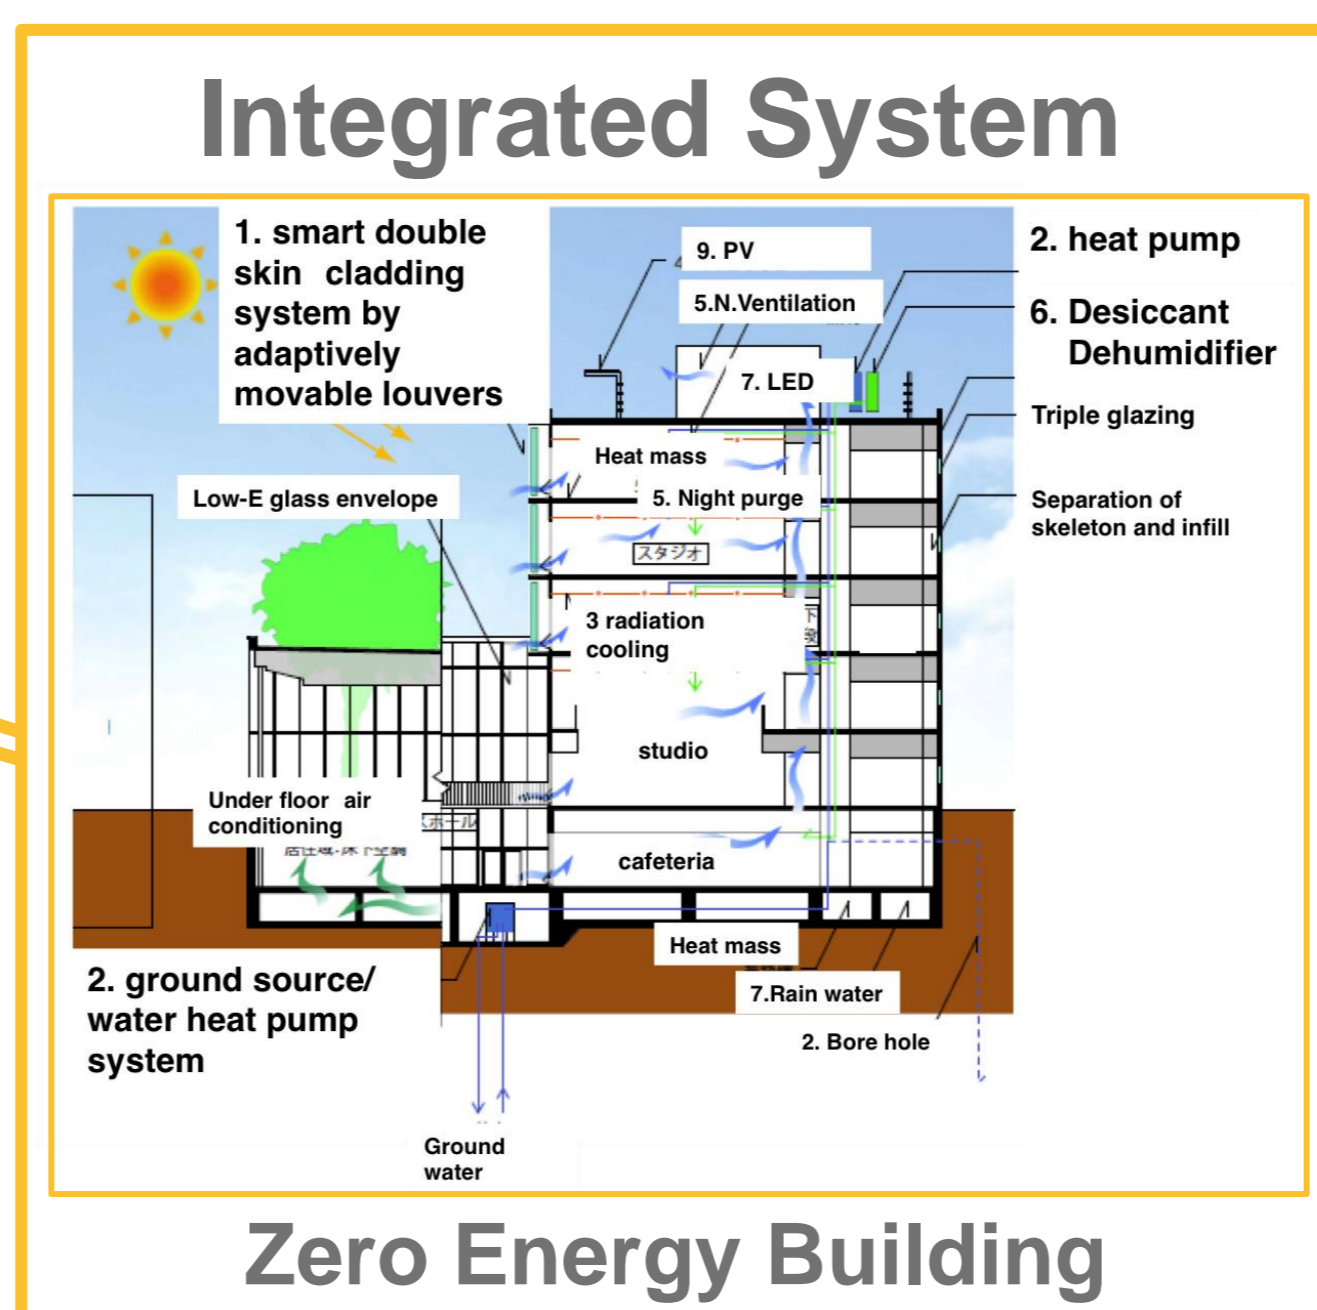 Integrated System
1. smart double
skin cladding
system by
adaptively
movable louvers
9. PV
5.N.Ventilation
7. LED
2. heat pump
6. Desiccant
Dehumidifier
Triple glazing
Separation of
skeleton and infill
Heat mass
5. Night purge
Low-E glass envelope
スタジオ
3 radiation
cooling
studio
Under floor air
conditioning
ホール
cafeteria
Heat mass
7.Rain water
2. Bore hole
2. ground source/
water heat pump
system
Ground
water
Zero Energy Building